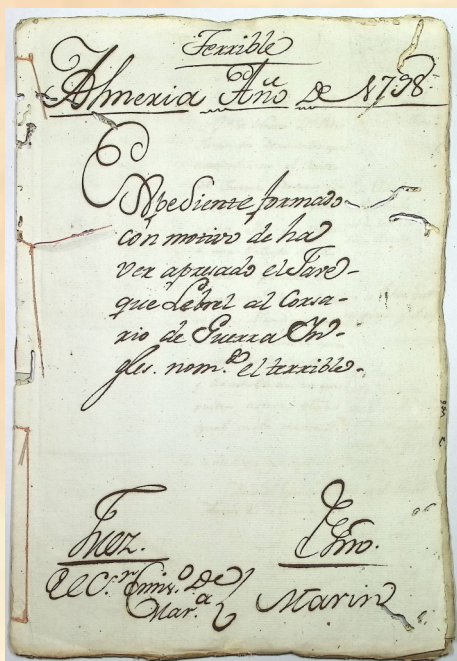 Terrible
Almeria Año de 1798
Expediente formado
con motivo de ha
ver apresado el Jave-
que Lebrel al Corsa-
rio de Guerra In-
gles. nom.do el terrible.
Juez.
El S.or Comis.o de
Mar.a
Esno.
Marin